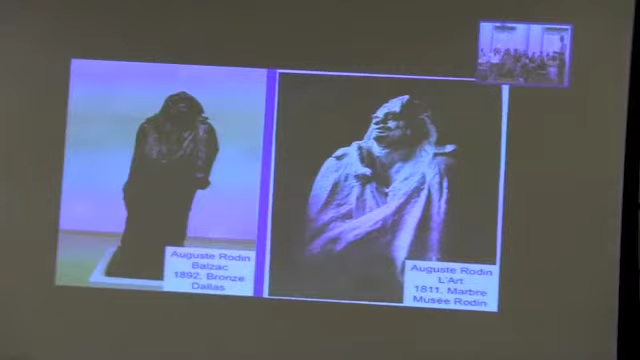 Auguste Rodin
Balzac
1892, Bronze
Dallas
Auguste Rodin
L'Art
1811, Marbre
Musée Rodin